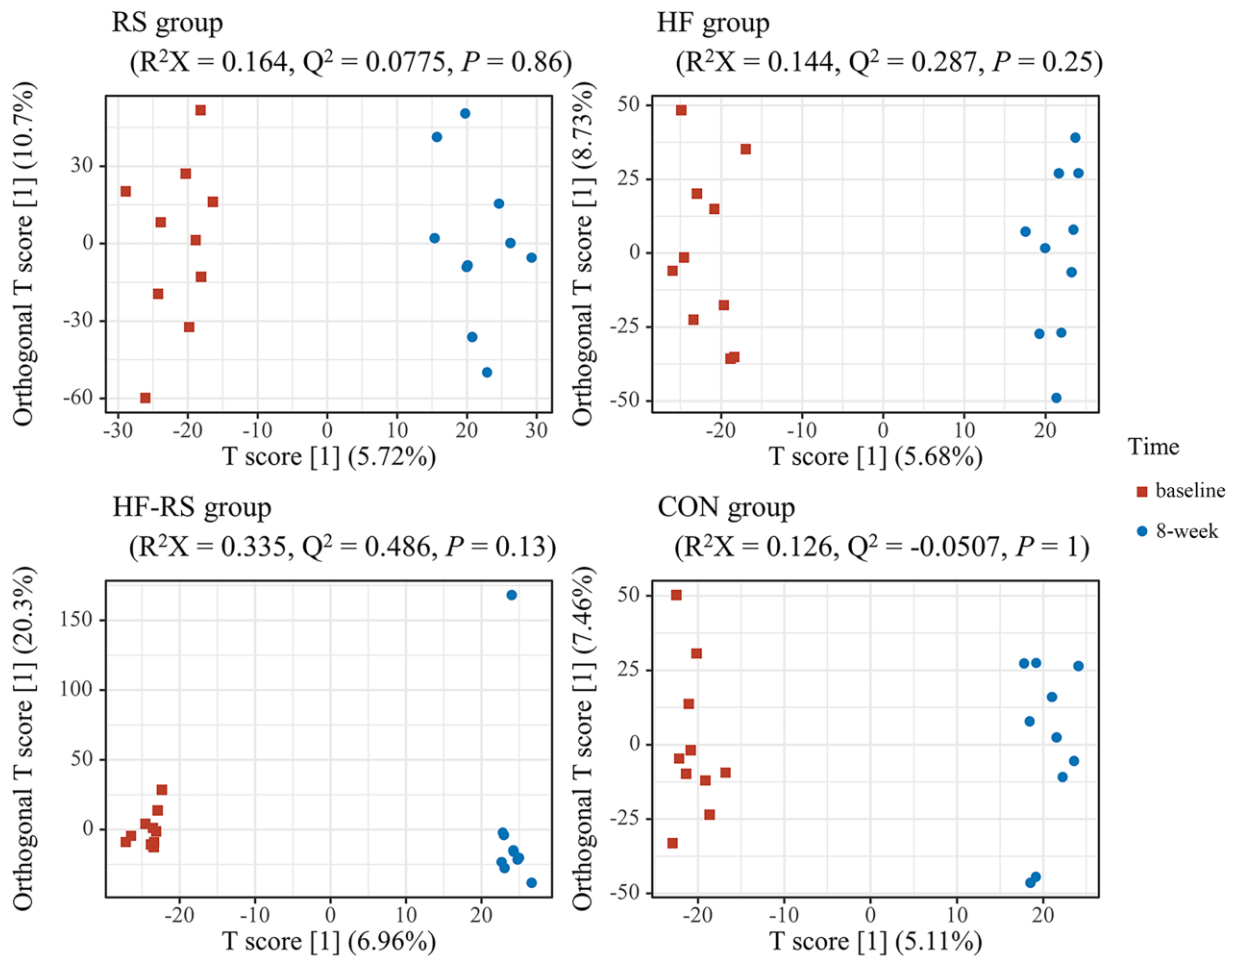 RS group
(R²X = 0.164, Q² = 0.0775, P = 0.86)
Orthogonal T score [1] (10.7%)
30
0
-30
-60
-30 -20 -10 0 10 20 30
T score [1] (5.72%)
HF group
(R²X = 0.144, Q² = 0.287, P = 0.25)
Orthogonal T score [1] (8.73%)
50
25
0
-25
-50
-20 -10 0 10 20
T score [1] (5.68%)
HF-RS group
(R²X = 0.335, Q² = 0.486, P = 0.13)
Orthogonal T score [1] (20.3%)
150
100
50
0
-20 -10 0 10 20
T score [1] (6.96%)
CON group
(R²X = 0.126, Q² = -0.0507, P = 1)
Orthogonal T score [1] (7.46%)
50
25
0
-25
-50
-20 -10 0 10 20
T score [1] (5.11%)
Time
baseline
8-week